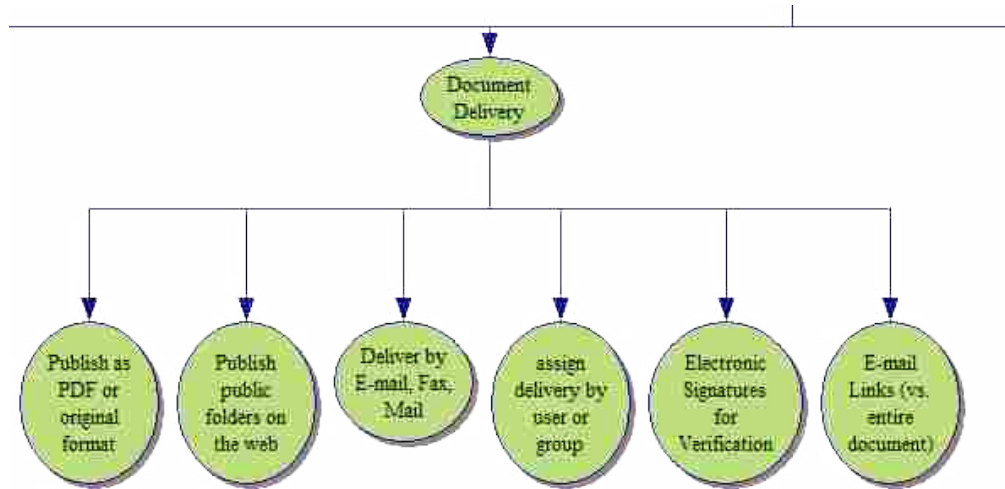 Document
Delivery
Publish as
PDF or
original
format
Publish
public
folders on
the web
Deliver by
E-mail, Fax,
Mail
assign
delivery by
user or
group
Electronic
Signatures
for
Verification
E-mail
Links (vs.
entire
document)